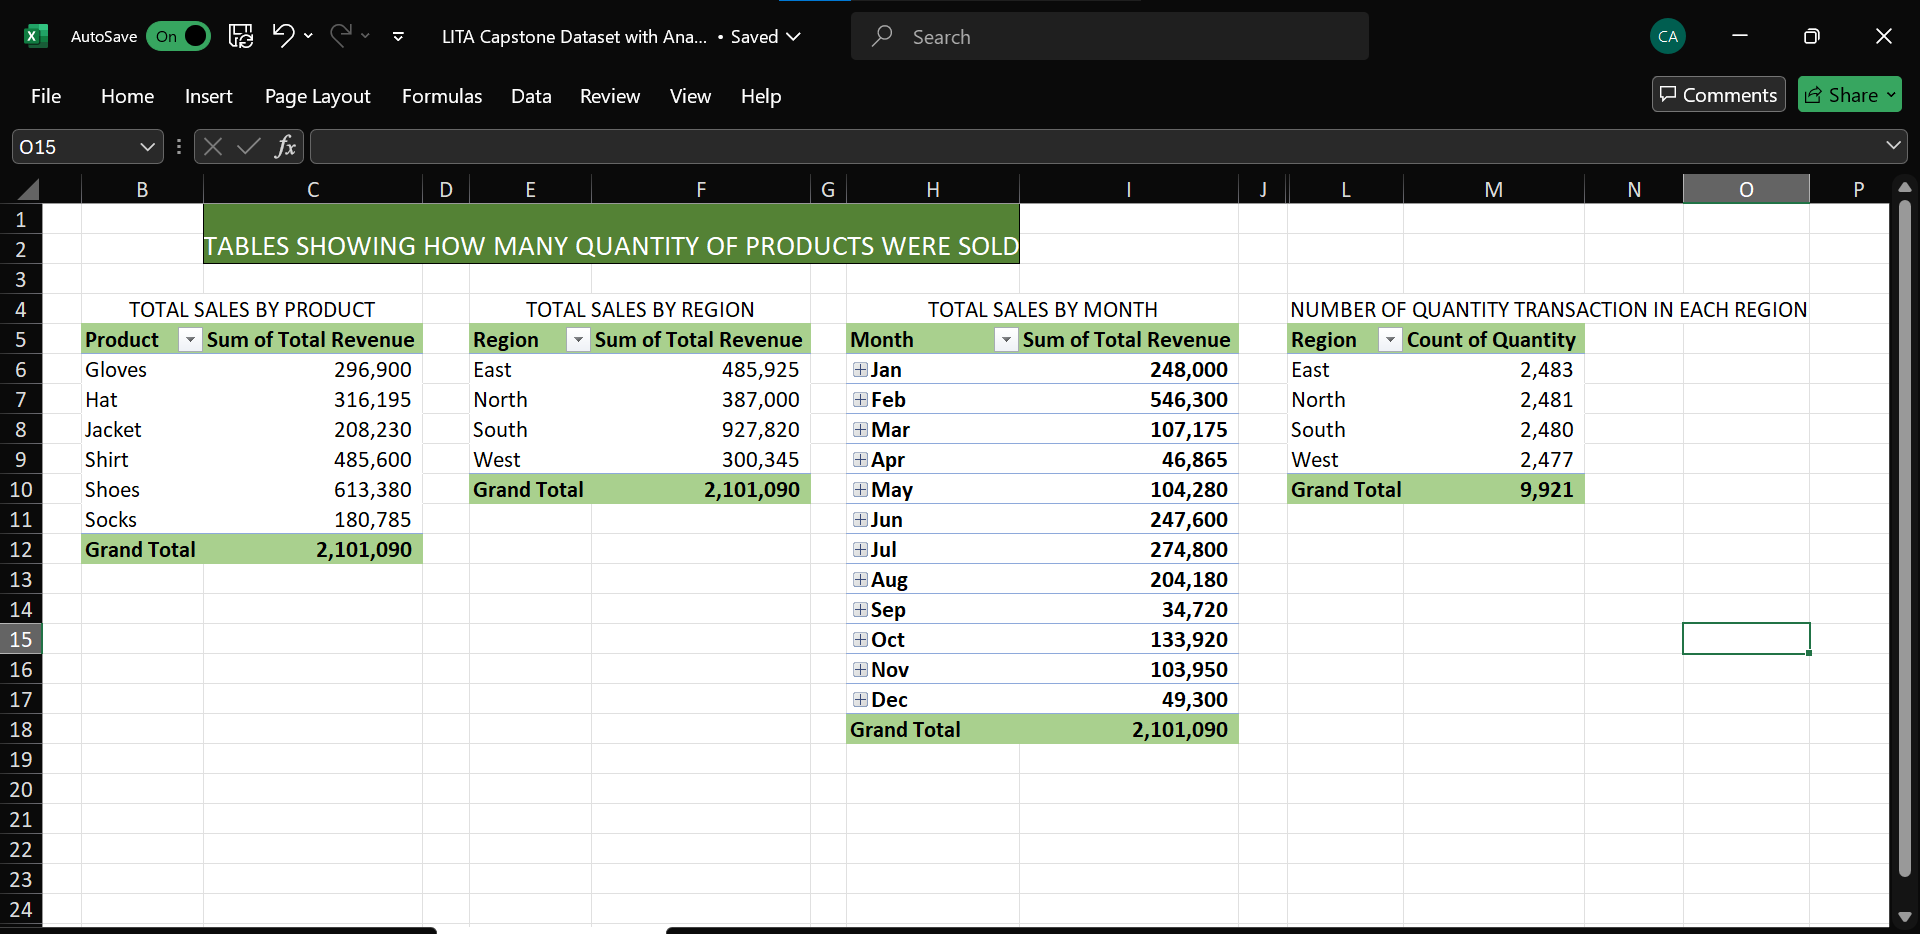 AutoSave On LITA Capstone Dataset with Ana... • Saved Search CA
File Home Insert Page Layout Formulas Data Review View Help Comments Share
O15 fx
B C D E F G H I J L M N O P
1
2 TABLES SHOWING HOW MANY QUANTITY OF PRODUCTS WERE SOLD
3
4 TOTAL SALES BY PRODUCT TOTAL SALES BY REGION TOTAL SALES BY MONTH NUMBER OF QUANTITY TRANSACTION IN EACH REGION
5 Product Sum of Total Revenue Region Sum of Total Revenue Month Sum of Total Revenue Region Count of Quantity
6 Gloves 296,900 East 485,925 Jan 248,000 East 2,483
7 Hat 316,195 North 387,000 Feb 546,300 North 2,481
8 Jacket 208,230 South 927,820 Mar 107,175 South 2,480
9 Shirt 485,600 West 300,345 Apr 46,865 West 2,477
10 Shoes 613,380 Grand Total 2,101,090 May 104,280 Grand Total 9,921
11 Socks 180,785 Jun 247,600
12 Grand Total 2,101,090 Jul 274,800
13 Aug 204,180
14 Sep 34,720
15 Oct 133,920
16 Nov 103,950
17 Dec 49,300
18 Grand Total 2,101,090
19
20
21
22
23
24